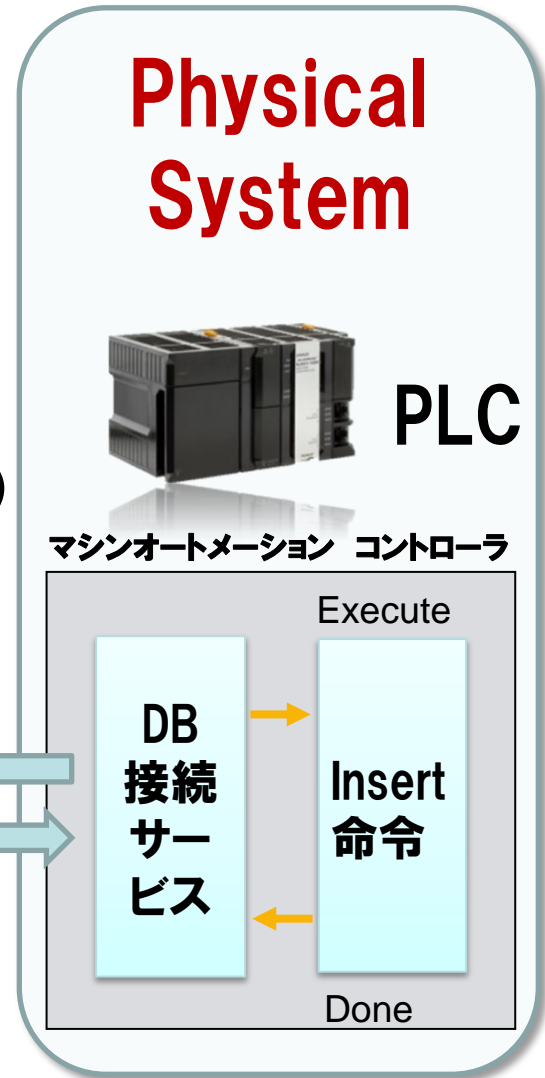 Physical
System
PLC
)
マシンオートメーション コントローラ
Execute
DB
接続
サー
ビス
Insert
命令
Done